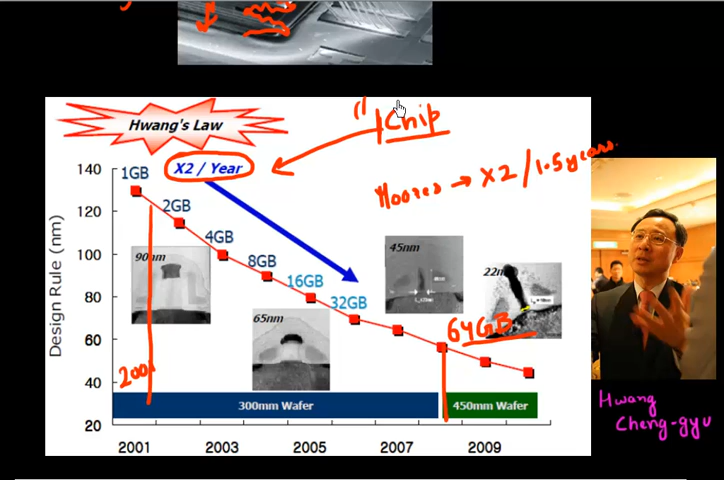 Hwang's Law
" Chip
X2 / Year
Moores → X2 / 1.5 years.
Design Rule (nm)
140
120
100
80
60
40
20
1GB
2GB
4GB
8GB
16GB
32GB
64GB
90nm
65nm
45nm
22n
2001
300mm Wafer
450mm Wafer
2001
2003
2005
2007
2009
Hwang
Cheng-gyu